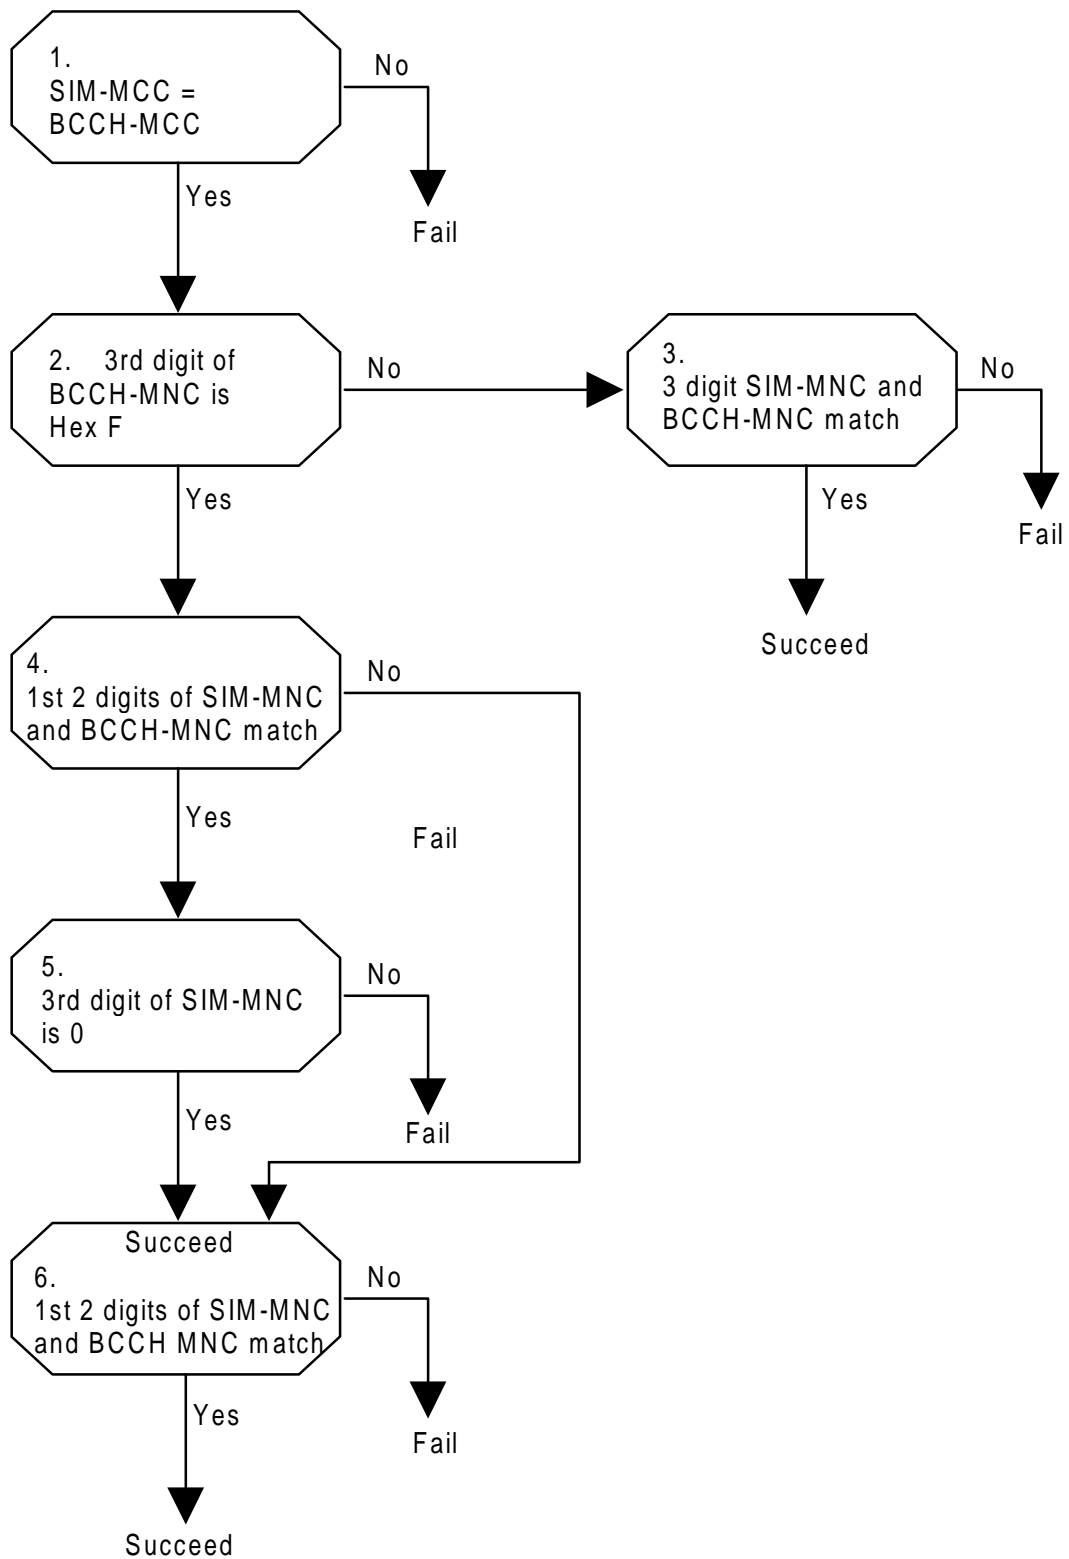 1.
SIM-MCC =
BCCH-MCC
No
Yes
Fail
2. 3rd digit of
BCCH-MNC is
Hex F
No
Yes
3.
3 digit SIM-MNC and
BCCH-MNC match
No
Yes
Fail
Succeed
4.
1st 2 digits of SIM-MNC
and BCCH-MNC match
No
Yes
Fail
5.
3rd digit of SIM-MNC
is 0
No
Yes
Fail
Succeed
6.
1st 2 digits of SIM-MNC
and BCCH MNC match
No
Yes
Fail
Succeed